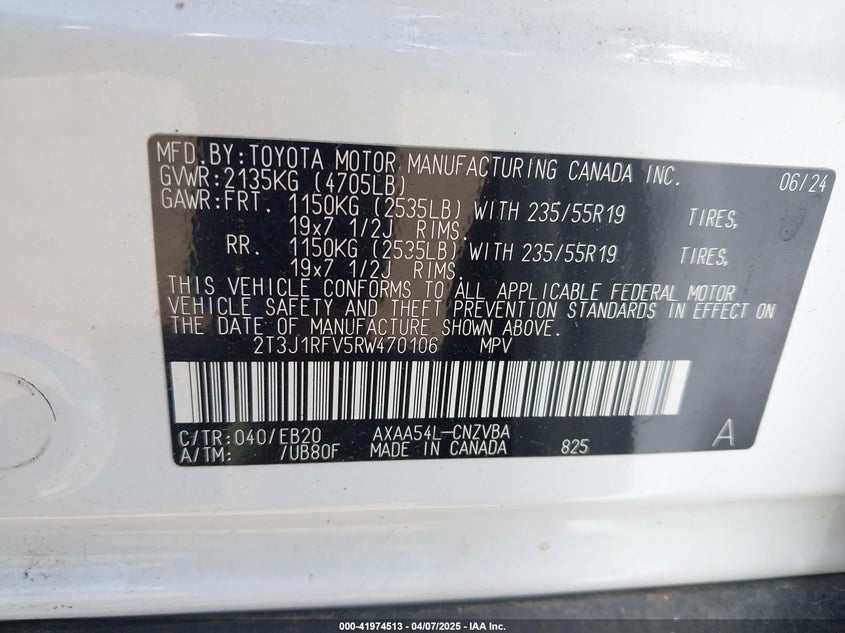 MFD.BY:TOYOTA MOTOR MANUFACTURING CANADA INC. 06/24
GVWR:2135KG (4705LB)
GAWR:FRT. 1150KG (2535LB) WITH 235/55R19 TIRES,
19x7 1/2J RIMS.
RR. 1150KG (2535LB) WITH 235/55R19 TIRES,
19x7 1/2J RIMS.
THIS VEHICLE CONFORMS TO ALL APPLICABLE FEDERAL MOTOR
VEHICLE SAFETY AND THEFT PREVENTION STANDARDS IN EFFECT ON
THE DATE OF MANUFACTURE SHOWN ABOVE.
2T3J1RFV5RW470106 MPV
C/TR:040/EB20 AXAA54L-CNZVBA A
A/TM: /UB80F MADE IN CANADA 825
000-41974513 - 04/07/2025 - IAA Inc.